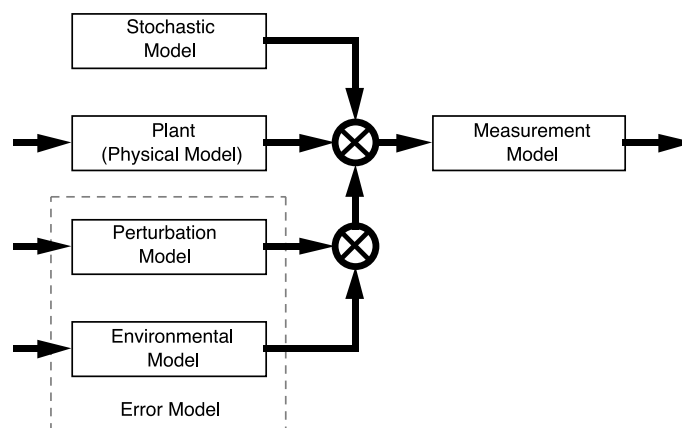 Stochastic
Model
Plant
(Physical Model)
Measurement
Model
Perturbation
Model
Environmental
Model
Error Model